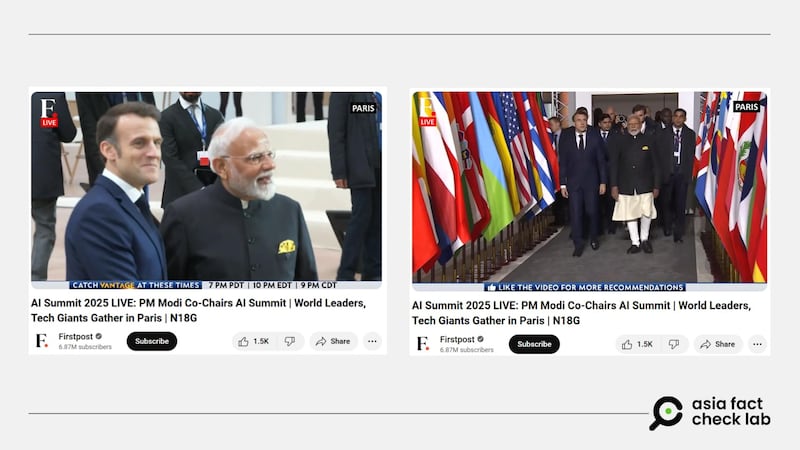 F.
LIVE
PARIS
CATCH VANTAGE AT THESE TIMES 7 PM PDT | 10 PM EDT | 9 PM CDT
AI Summit 2025 LIVE: PM Modi Co-Chairs AI Summit | World Leaders,
Tech Giants Gather in Paris | N18G
F.
Firstpost
6.87M subscribers
Subscribe
1.5K
Share
F.
LIVE
PARIS
LIKE THE VIDEO FOR MORE RECOMMENDATIONS
AI Summit 2025 LIVE: PM Modi Co-Chairs AI Summit | World Leaders,
Tech Giants Gather in Paris | N18G
F.
Firstpost
6.87M subscribers
Subscribe
1.5K
Share
asia fact
check lab